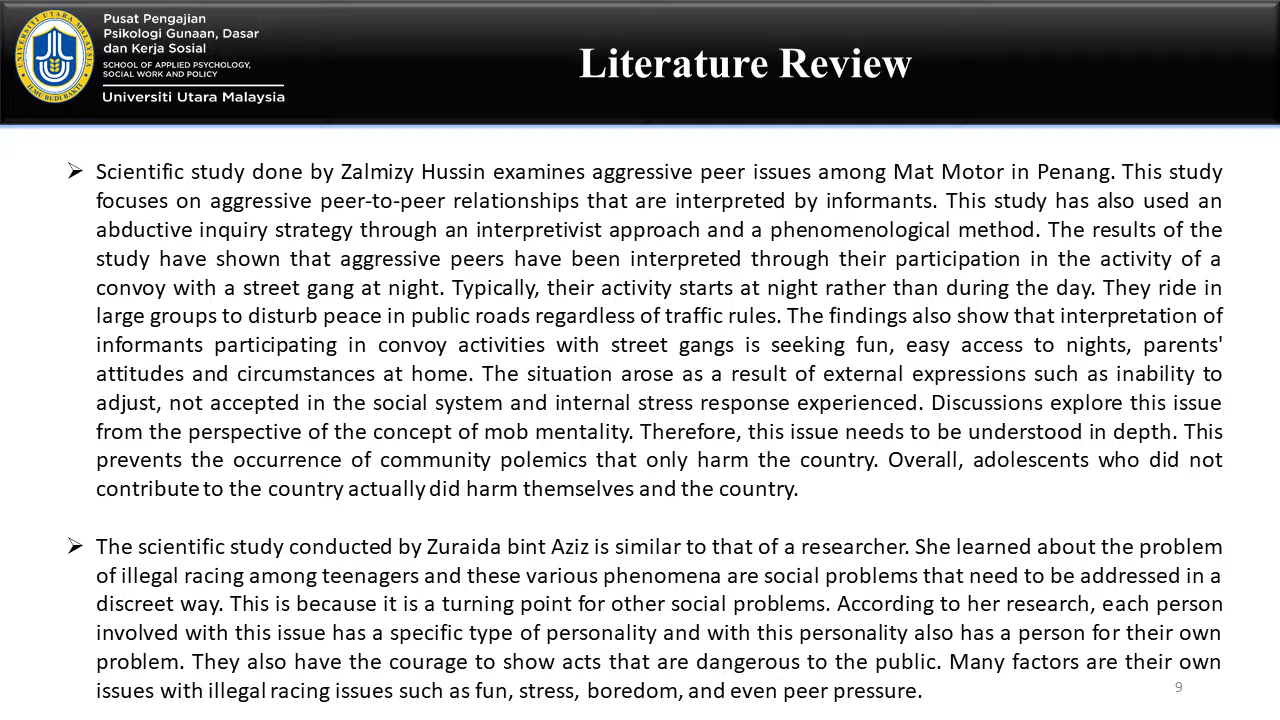 Pusat Pengajian
Psikologi Gunaan, Dasar
dan Kerja Sosial
SCHOOL OF APPLIED PSYCHOLOGY,
SOCIAL WORK AND POLICY
Universiti Utara Malaysia
UNIVERSITI UTARA MALAYSIA
ILMU BUDI BAKTI
Literature Review
➢ Scientific study done by Zalmizy Hussin examines aggressive peer issues among Mat Motor in Penang. This study
focuses on aggressive peer-to-peer relationships that are interpreted by informants. This study has also used an
abductive inquiry strategy through an interpretivist approach and a phenomenological method. The results of the
study have shown that aggressive peers have been interpreted through their participation in the activity of a
convoy with a street gang at night. Typically, their activity starts at night rather than during the day. They ride in
large groups to disturb peace in public roads regardless of traffic rules. The findings also show that interpretation of
informants participating in convoy activities with street gangs is seeking fun, easy access to nights, parents'
attitudes and circumstances at home. The situation arose as a result of external expressions such as inability to
adjust, not accepted in the social system and internal stress response experienced. Discussions explore this issue
from the perspective of the concept of mob mentality. Therefore, this issue needs to be understood in depth. This
prevents the occurrence of community polemics that only harm the country. Overall, adolescents who did not
contribute to the country actually did harm themselves and the country.
➢ The scientific study conducted by Zuraida bint Aziz is similar to that of a researcher. She learned about the problem
of illegal racing among teenagers and these various phenomena are social problems that need to be addressed in a
discreet way. This is because it is a turning point for other social problems. According to her research, each person
involved with this issue has a specific type of personality and with this personality also has a person for their own
problem. They also have the courage to show acts that are dangerous to the public. Many factors are their own
issues with illegal racing issues such as fun, stress, boredom, and even peer pressure.
9